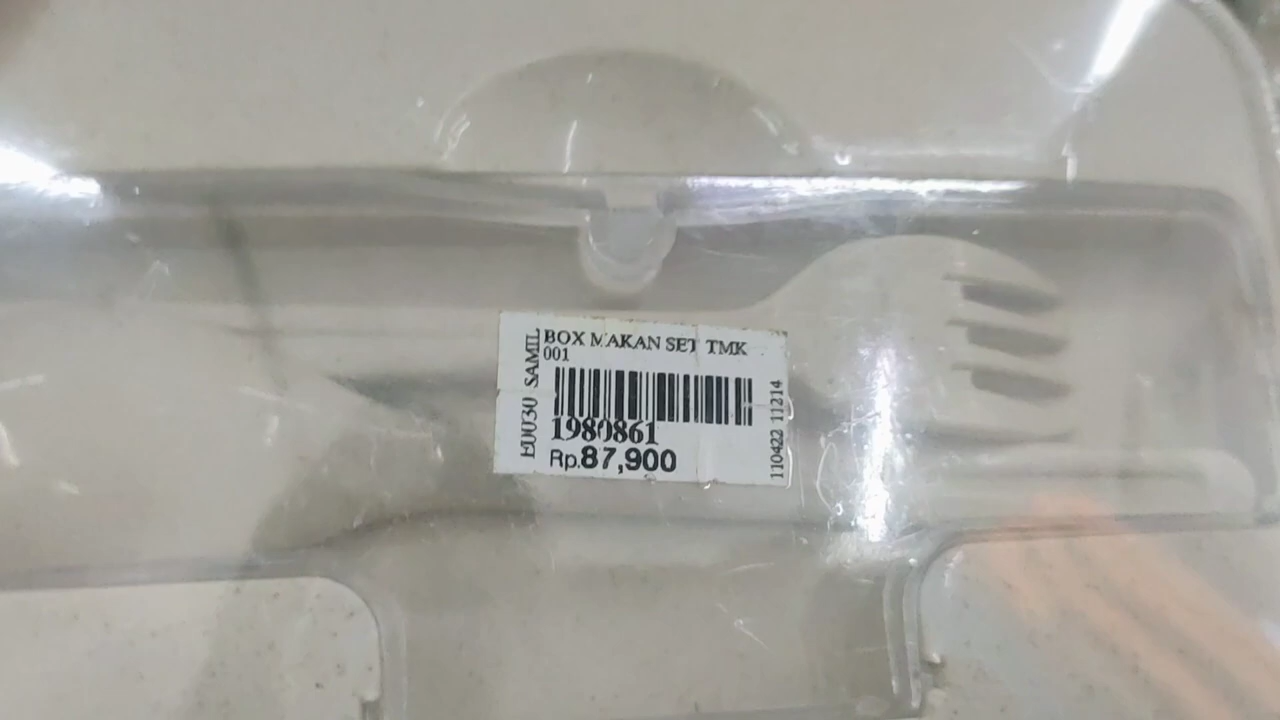 BOX MAKAN SET TMK
001
1980861
Rp.87,900
E0030 SAMIL
110422 11214